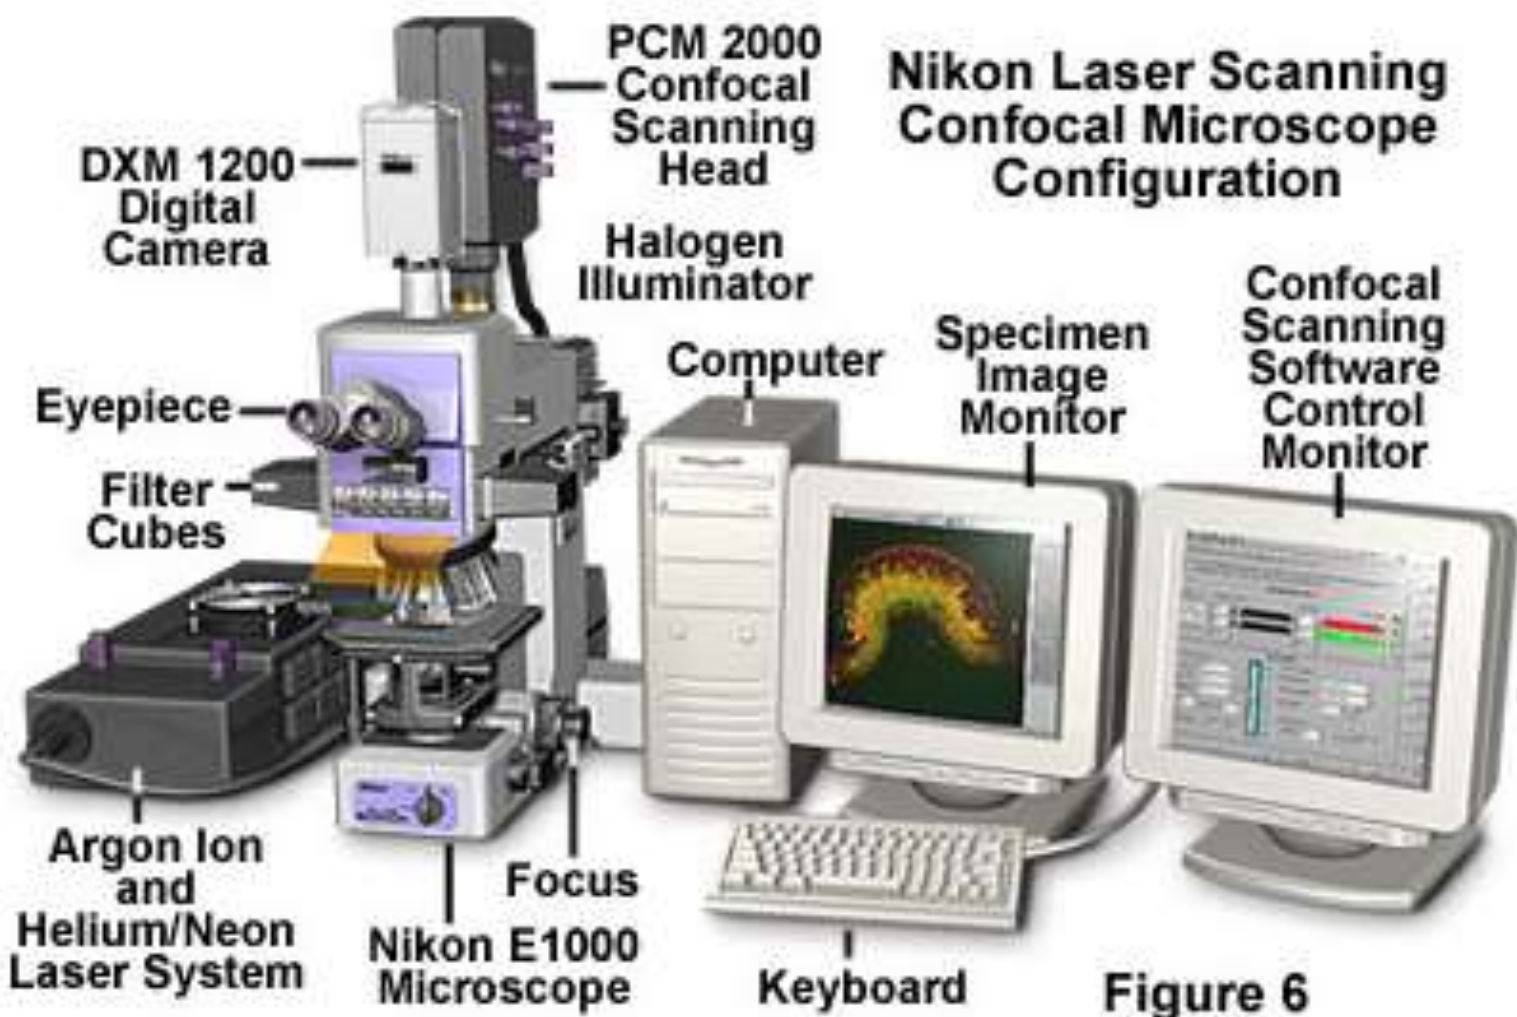 PCM 2000
Confocal
Scanning
Head
Nikon Laser Scanning
Confocal Microscope
Configuration
DXM 1200
Digital
Camera
Halogen
Illuminator
Confocal
Scanning
Software
Control
Monitor
Specimen
Image
Monitor
Computer
Eyepiece
Filter
Cubes
Argon Ion
and
Helium/Neon
Laser System
Focus
Nikon E1000
Microscope
Keyboard
Figure 6